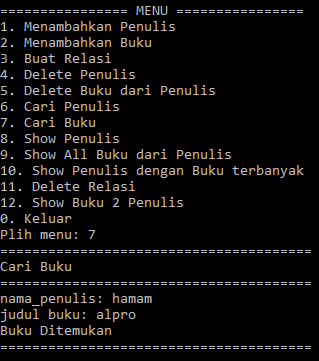 ================ MENU ================
1. Menambahkan Penulis
2. Menambahkan Buku
3. Buat Relasi
4. Delete Penulis
5. Delete Buku dari Penulis
6. Cari Penulis
7. Cari Buku
8. Show Penulis
9. Show All Buku dari Penulis
10. Show Penulis dengan Buku terbanyak
11. Delete Relasi
12. Show Buku 2 Penulis
0. Keluar
Plih menu: 7
=======================================
Cari Buku
=======================================
nama_penulis: hamam
judul buku: alpro
Buku Ditemukan
=======================================